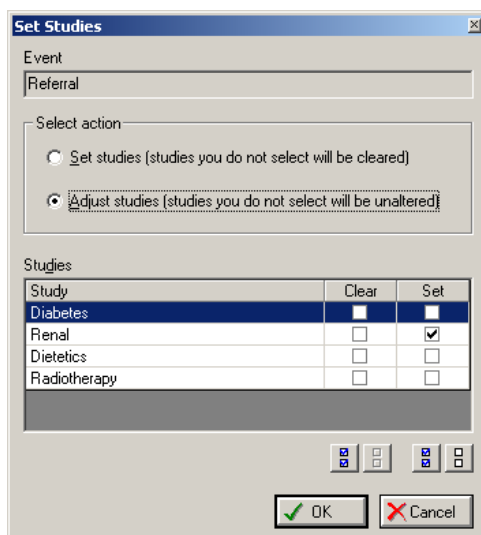 Set Studies
Event
Referral
Select action
Set studies (studies you do not select will be cleared)
Adjust studies (studies you do not select will be unaltered)
Studies
Study Clear Set
Diabetes
Renal
Dietetics
Radiotherapy
OK Cancel